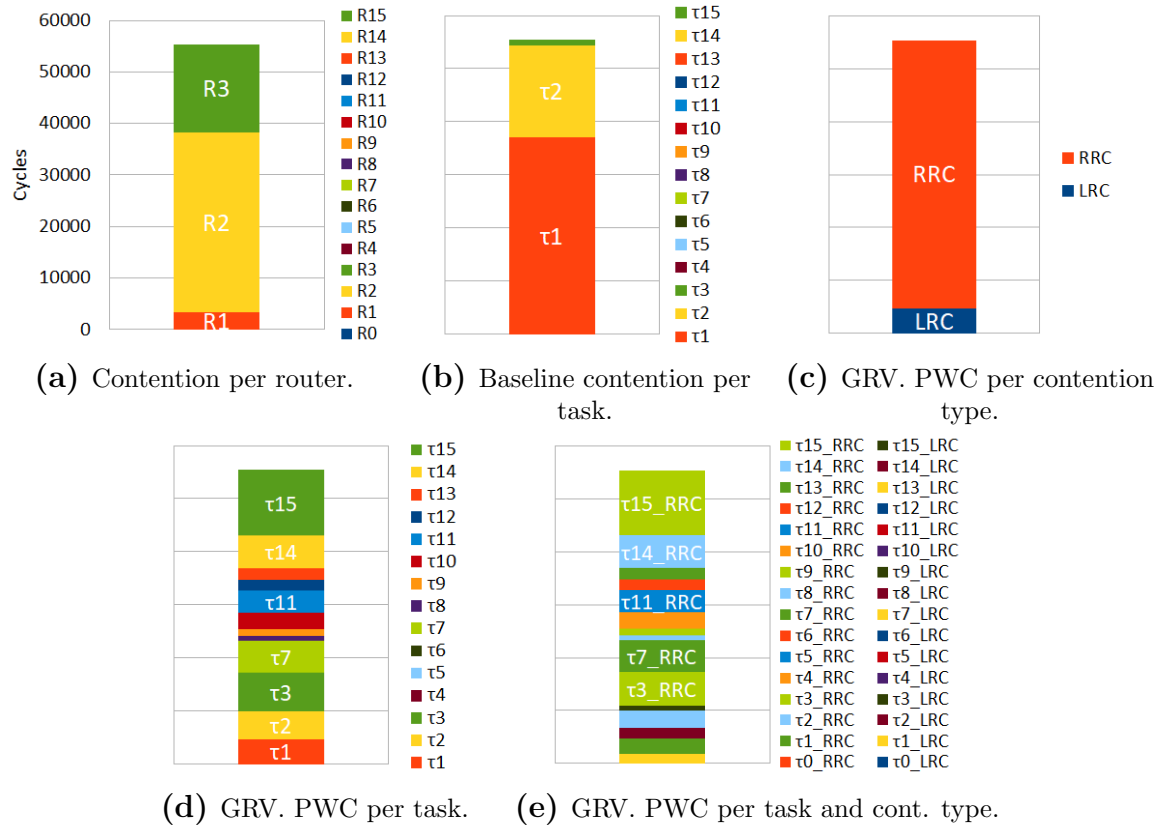 60000
50000
40000
30000
20000
10000
0
Cycles
R3
R2
R1
R15
R14
R13
R12
R11
R10
R9
R8
R7
R6
R5
R4
R3
R2
R1
R0
(a) Contention per router.
τ2
τ1
τ15
τ14
τ13
τ12
τ11
τ10
τ9
τ8
τ7
τ6
τ5
τ4
τ3
τ2
τ1
(b) Baseline contention per
task.
RRC
LRC
RRC
LRC
(c) GRV. PWC per contention
type.
τ15
τ14
τ11
τ7
τ3
τ2
τ1
τ15
τ14
τ13
τ12
τ11
τ10
τ9
τ8
τ7
τ6
τ5
τ4
τ3
τ2
τ1
(d) GRV. PWC per task.
τ15_RRC
τ14_RRC
τ11_RRC
τ7_RRC
τ3_RRC
τ15_RRC τ15_LRC
τ14_RRC τ14_LRC
τ13_RRC τ13_LRC
τ12_RRC τ12_LRC
τ11_RRC τ11_LRC
τ10_RRC τ10_LRC
τ9_RRC τ9_LRC
τ8_RRC τ8_LRC
τ7_RRC τ7_LRC
τ6_RRC τ6_LRC
τ5_RRC τ5_LRC
τ4_RRC τ4_LRC
τ3_RRC τ3_LRC
τ2_RRC τ2_LRC
τ1_RRC τ1_LRC
τ0_RRC τ0_LRC
(e) GRV. PWC per task and cont. type.